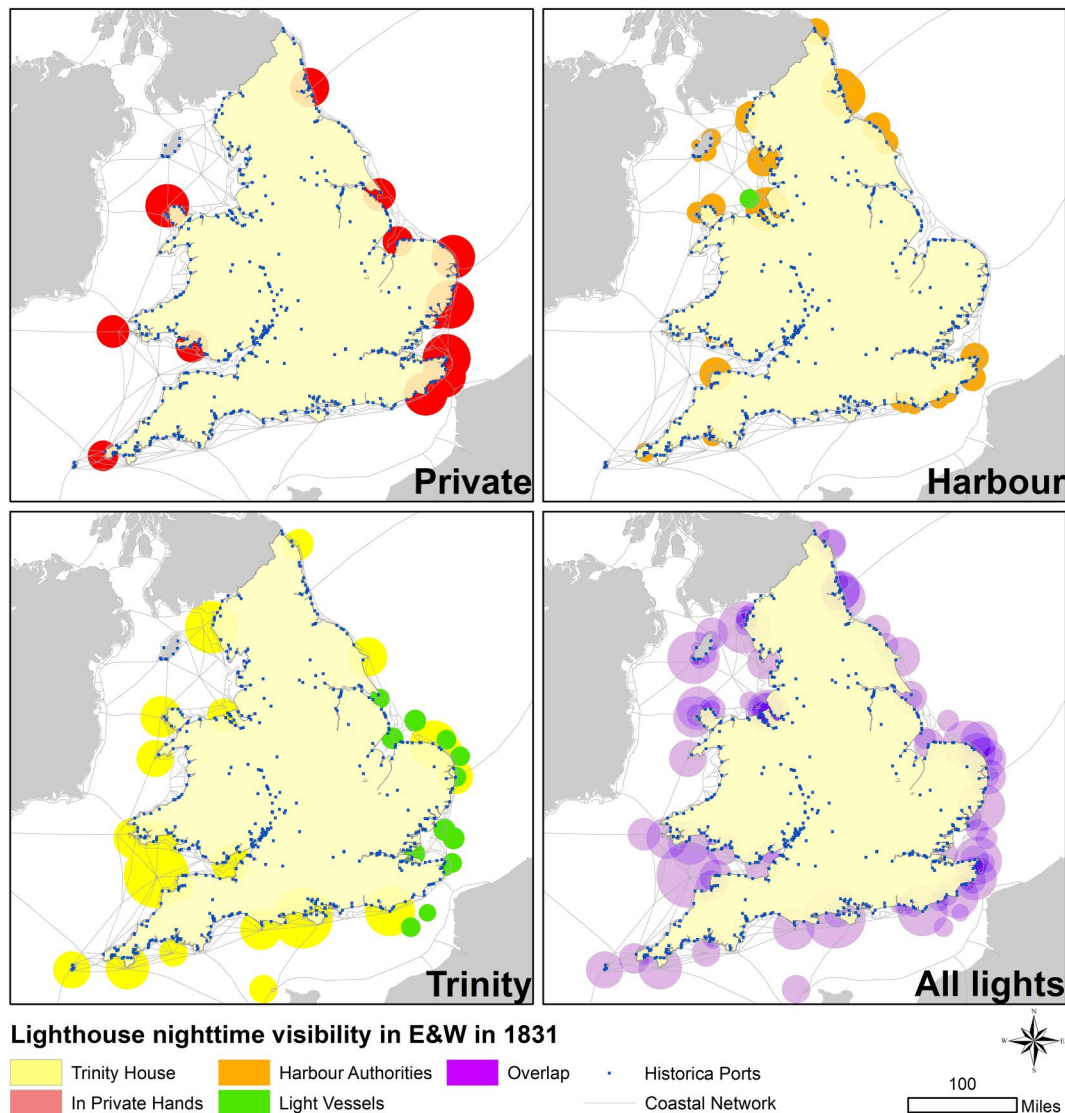 Private
Harbour
Trinity
All lights
Lighthouse nighttime visibility in E&W in 1831
N
W E
S
Trinity House
Harbour Authorities
Overlap
Historica Ports
In Private Hands
Light Vessels
Coastal Network
100
Miles